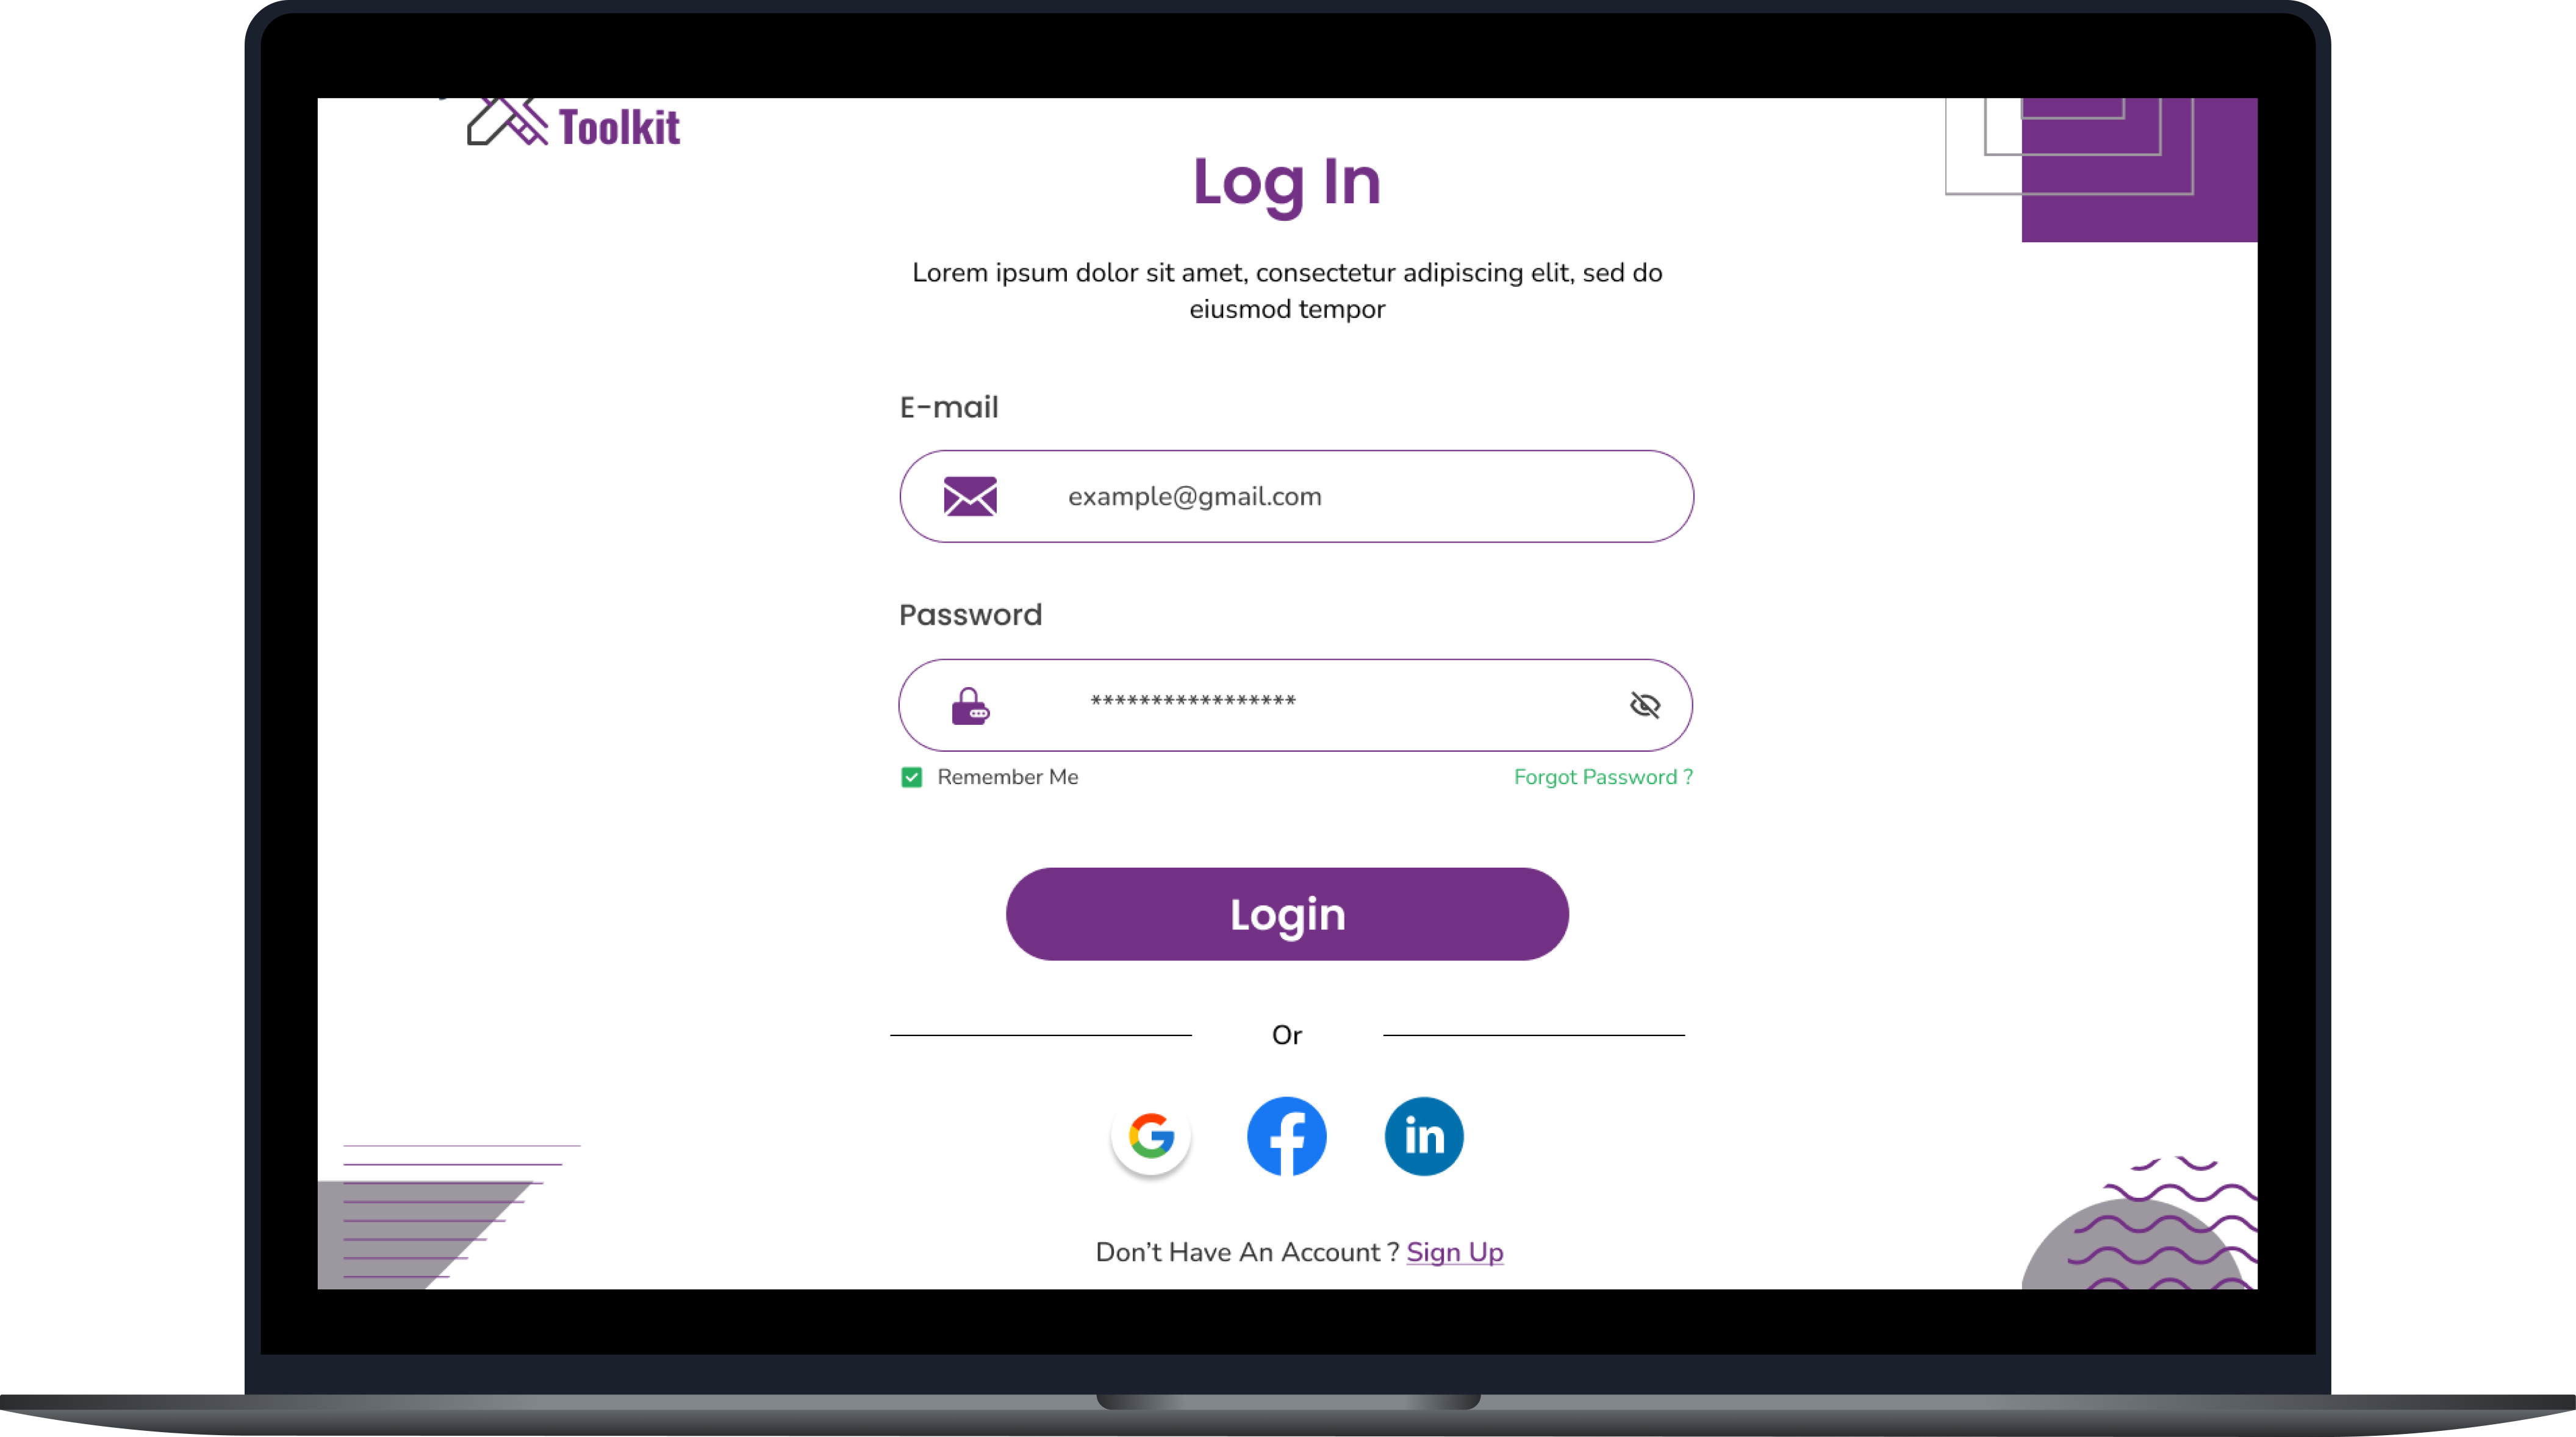 Toolkit
Log In
Lorem ipsum dolor sit amet, consectetur adipiscing elit, sed do
eiusmod tempor
E-mail
example@gmail.com
Password
*****************
Remember Me
Forgot Password ?
Login
Or
G
f
in
Don’t Have An Account ? Sign Up